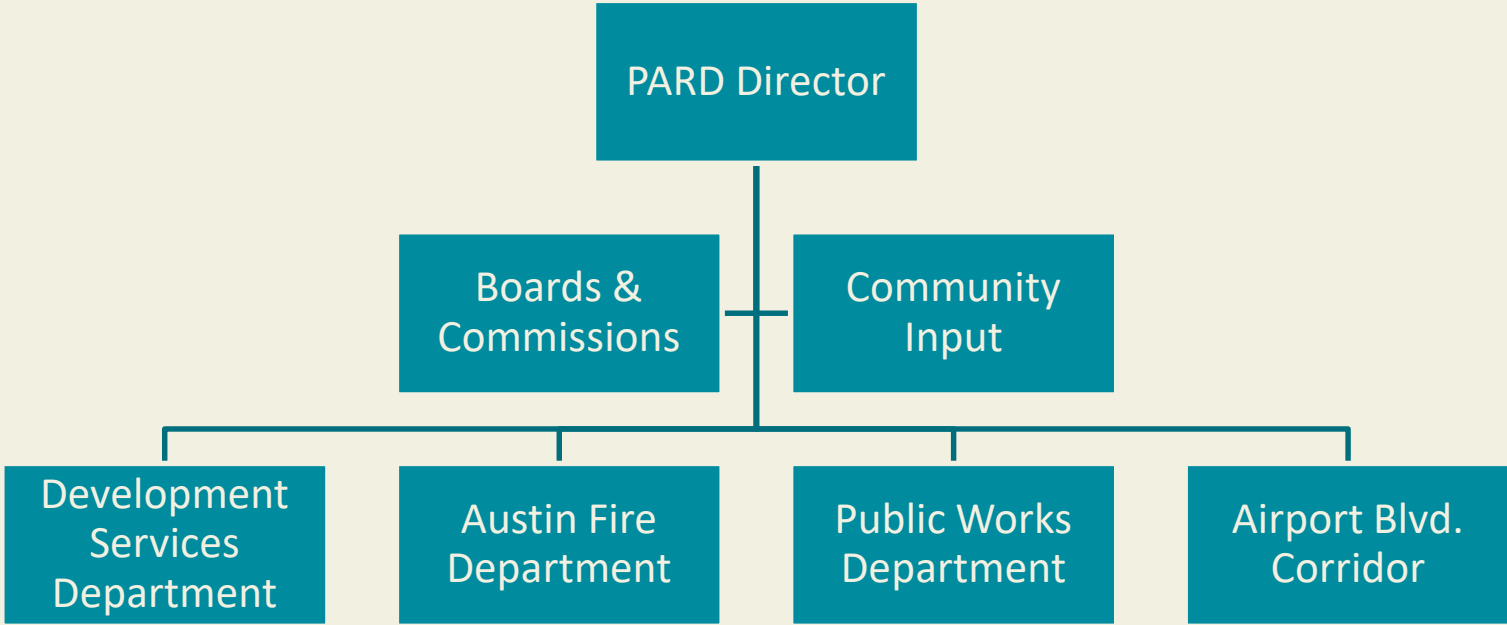 PARD Director
Boards &
Commissions
Community
Input
Development
Services
Department
Austin Fire
Department
Public Works
Department
Airport Blvd.
Corridor